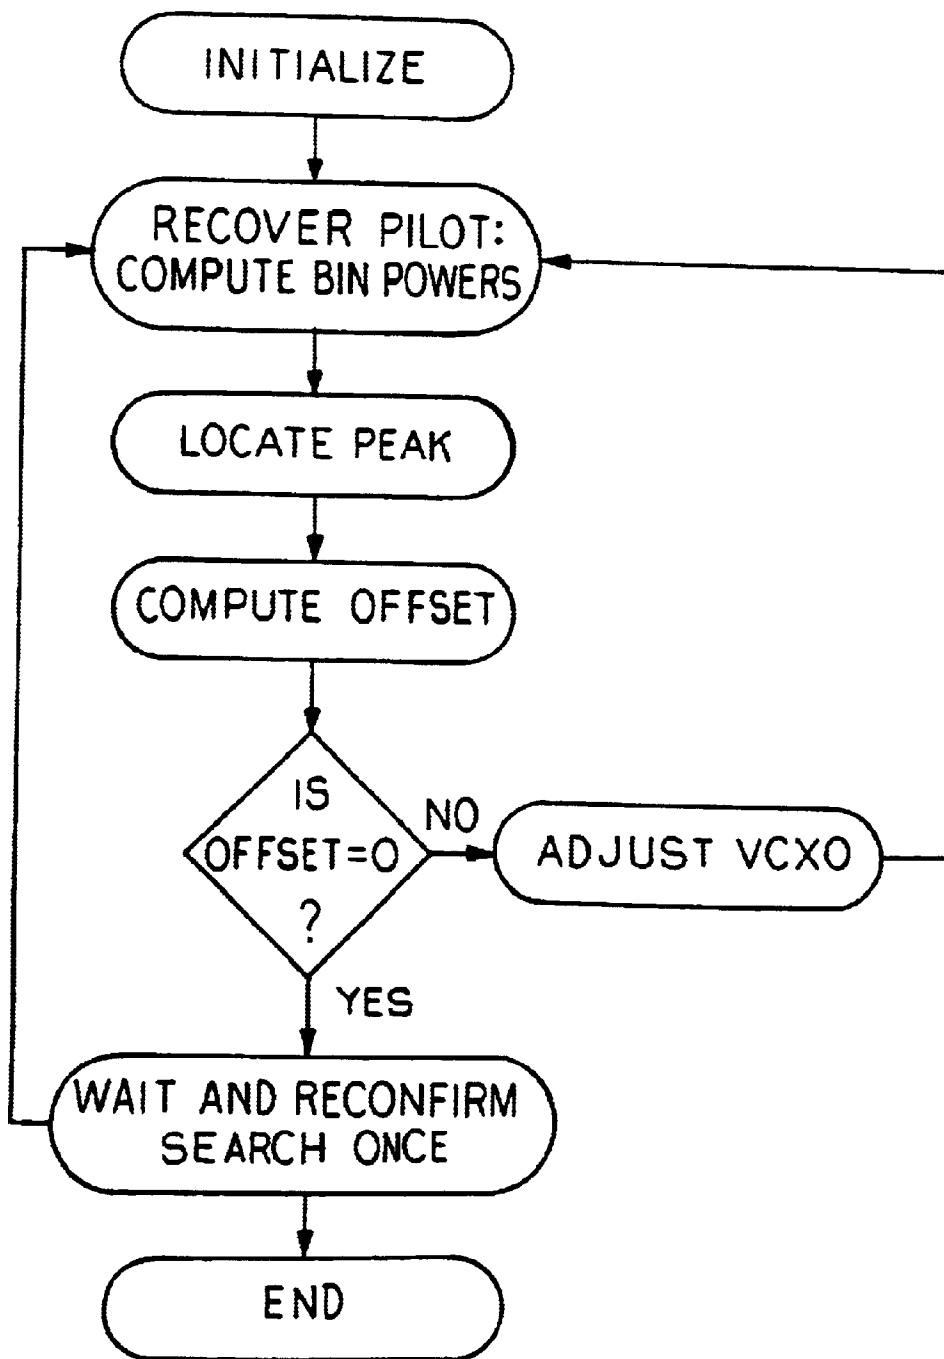 INITIALIZE
RECOVER PILOT:
COMPUTE BIN POWERS
LOCATE PEAK
COMPUTE OFFSET
IS
OFFSET=0
?
NO
ADJUST VCXO
YES
WAIT AND RECONFIRM
SEARCH ONCE
END